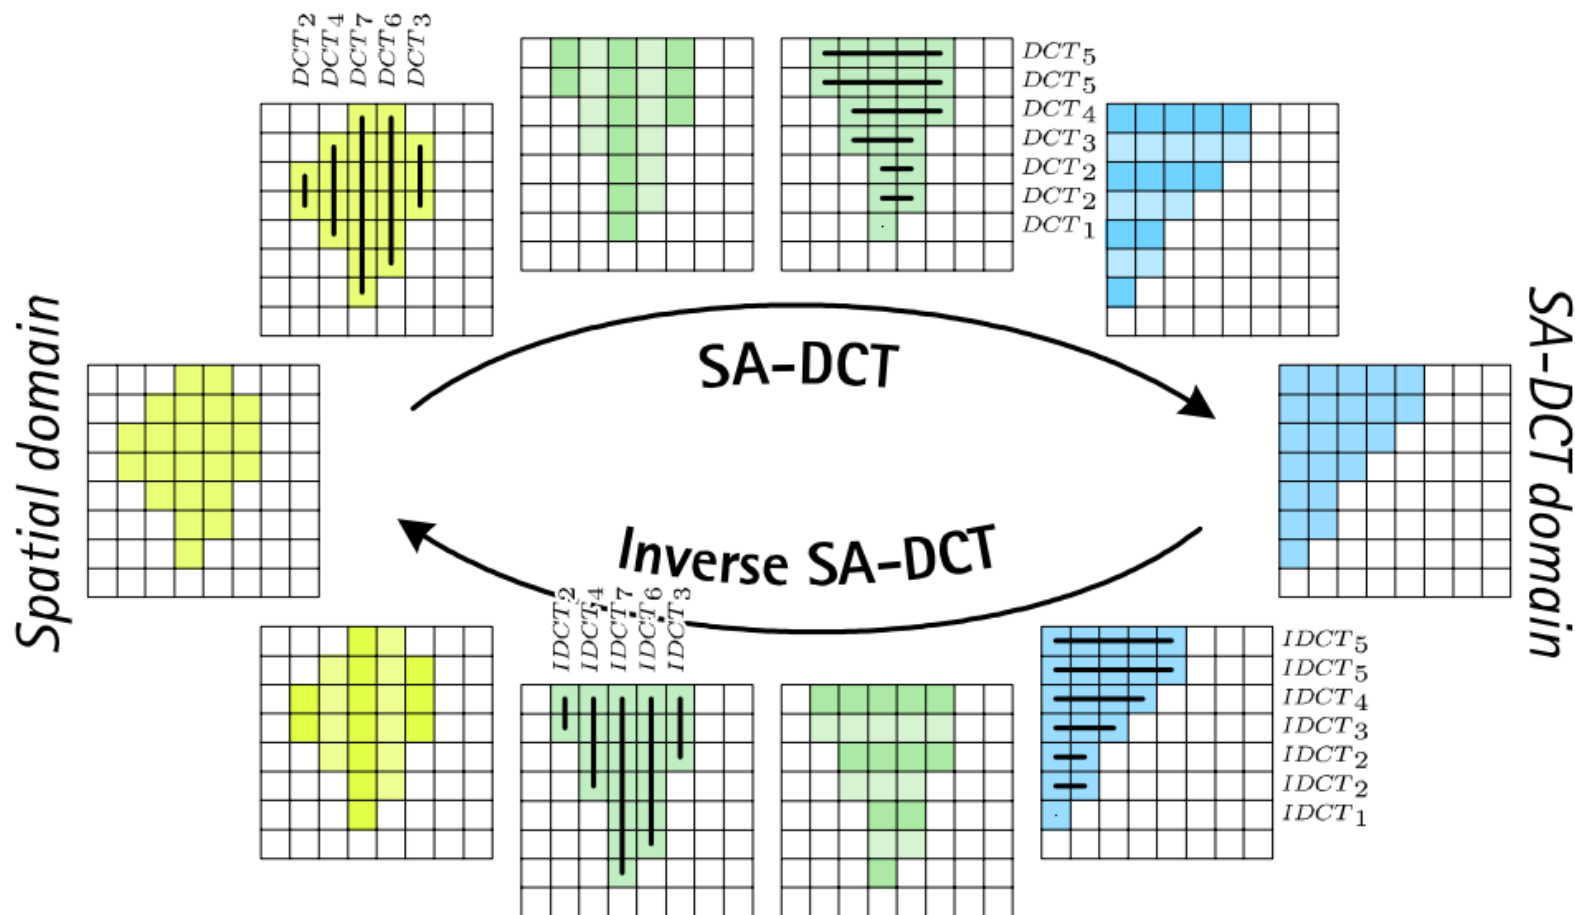 DCT2
DCT4
DCT7
DCT6
DCT3
DCT5
DCT5
DCT4
DCT3
DCT2
DCT2
DCT1
Spatial domain
SA-DCT
SA-DCT domain
Inverse SA-DCT
IDCT2
IDCT4
IDCT7
IDCT6
IDCT3
IDCT5
IDCT5
IDCT4
IDCT3
IDCT2
IDCT2
IDCT1